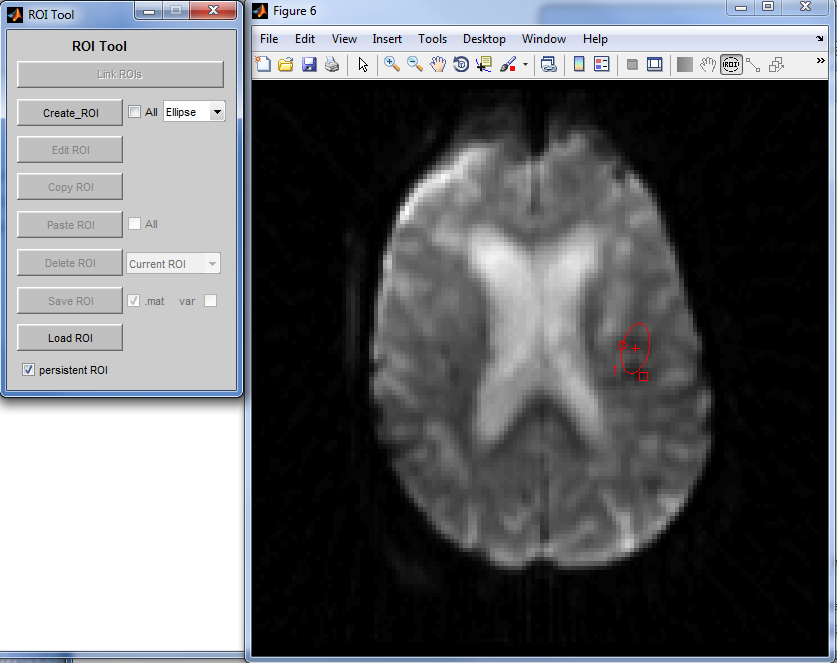 ROI Tool
ROI Tool
Link ROIs
Create_ROI All Ellipse
Edit ROI
Copy ROI
Paste ROI All
Delete ROI Current ROI
Save ROI .mat var
Load ROI
persistent ROI
Figure 6
File Edit View Insert Tools Desktop Window Help
ROI